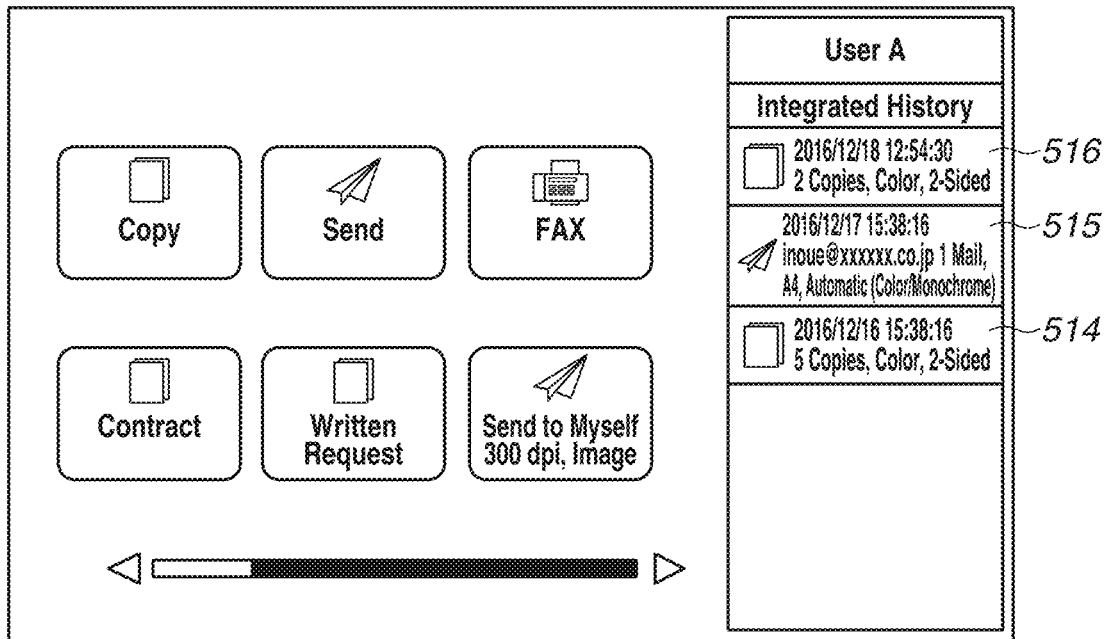 User A
Integrated History
2016/12/18 12:54:30
2 Copies, Color, 2-Sided
516
2016/12/17 15:38:16
inoue@xxxxxx.co.jp 1 Mail,
A4, Automatic (Color/Monochrome)
515
2016/12/16 15:38:16
5 Copies, Color, 2-Sided
514
Copy
Send
FAX
Contract
Written
Request
Send to Myself
300 dpi, Image